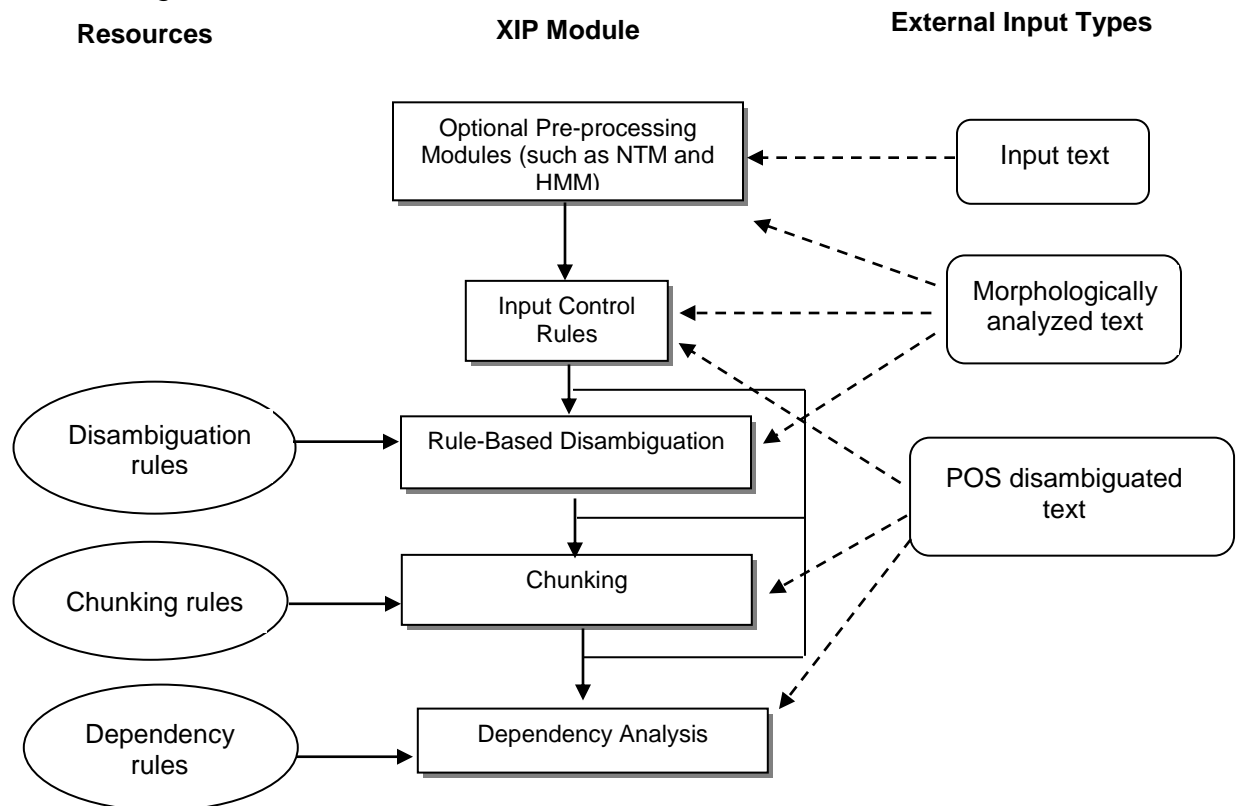 Resources
XIP Module
External Input Types
Optional Pre-processing
Modules (such as NTM and
HMM)
Input text
Morphologically
analyzed text
Input Control
Rules
Disambiguation
rules
Rule-Based Disambiguation
POS disambiguated
text
Chunking rules
Chunking
Dependency
rules
Dependency Analysis